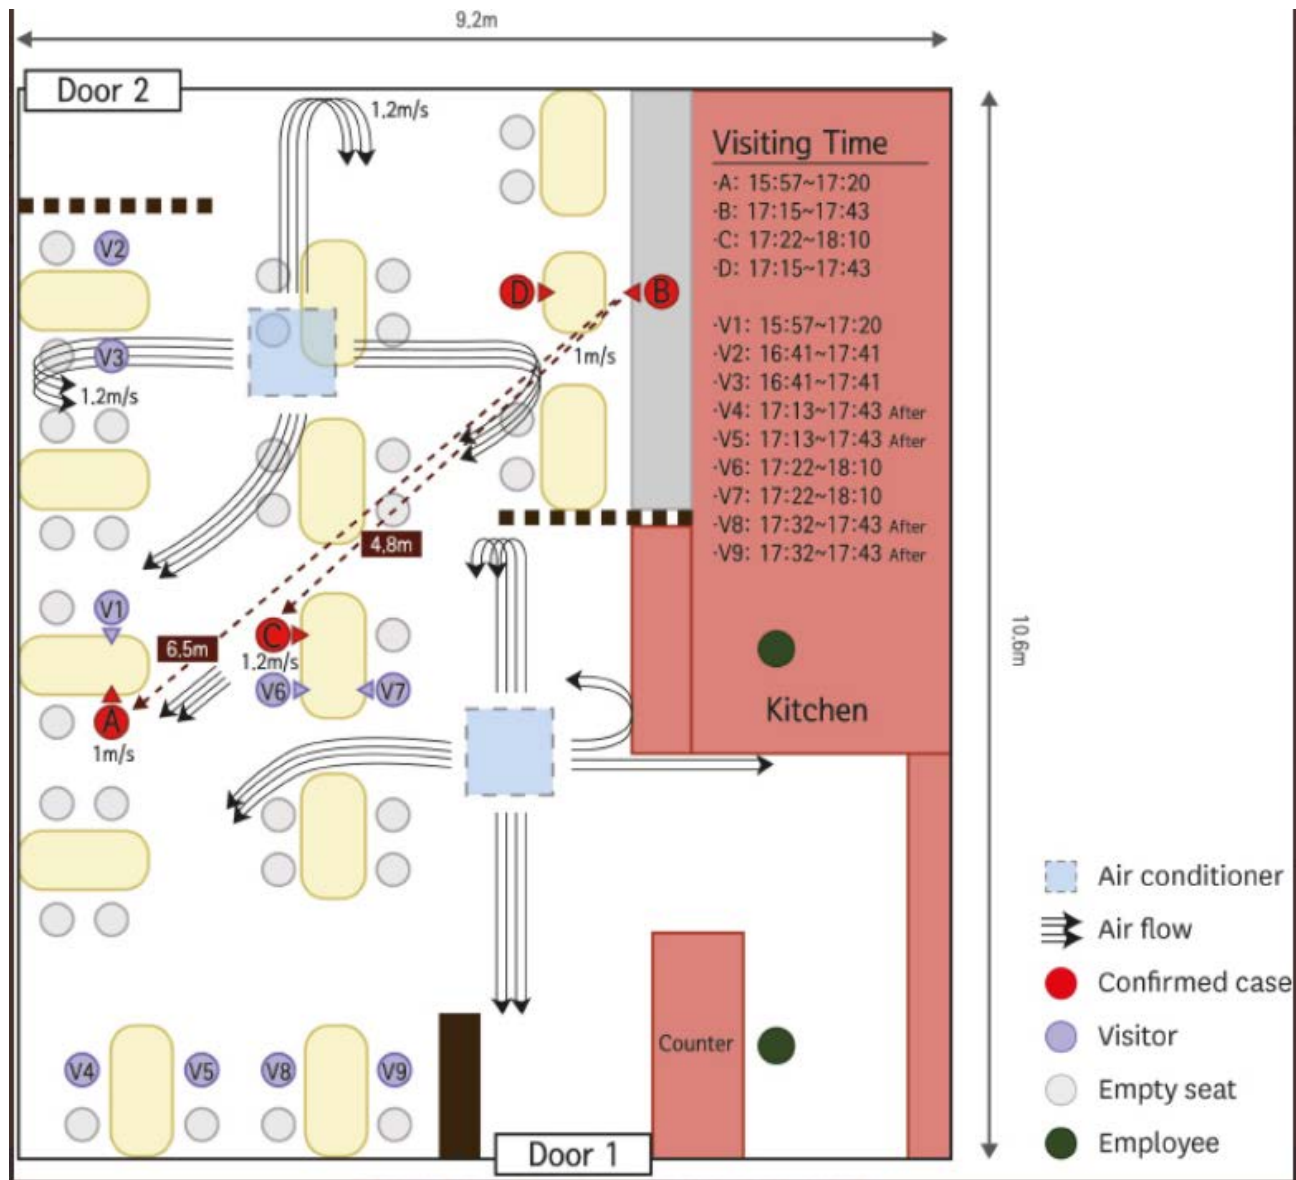 9.2m
Door 2
1.2m/s
Visiting Time
·A: 15:57~17:20
·B: 17:15~17:43
·C: 17:22~18:10
·D: 17:15~17:43
·V1: 15:57~17:20
·V2: 16:41~17:41
·V3: 16:41~17:41
·V4: 17:13~17:43 After
·V5: 17:13~17:43 After
·V6: 17:22~18:10
·V7: 17:22~18:10
·V8: 17:32~17:43 After
·V9: 17:32~17:43 After
V2
D
B
V3
1m/s
1.2m/s
4.8m
V1
6.5m
C
1.2m/s
V6
V7
A
1m/s
Kitchen
10.6m
Air conditioner
Air flow
Confirmed case
Visitor
Empty seat
Employee
Counter
V4
V5
V8
V9
Door 1